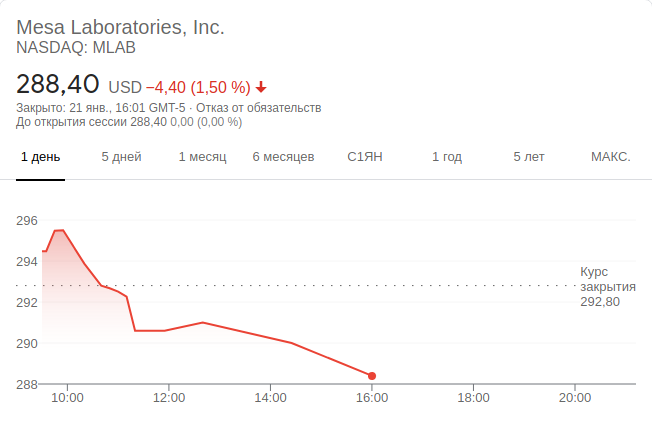 Mesa Laboratories, Inc.
NASDAQ: MLAB
288,40 USD −4,40 (1,50 %)
Закрыто: 21 янв., 16:01 GMT-5 · Отказ от обязательств
До открытия сессии 288,40 0,00 (0,00 %)
1 день 5 дней 1 месяц 6 месяцев С1ЯН 1 год 5 лет МАКС.
296
294
Курс
закрытия
292,80
292
290
288
10:00 12:00 14:00 16:00 18:00 20:00